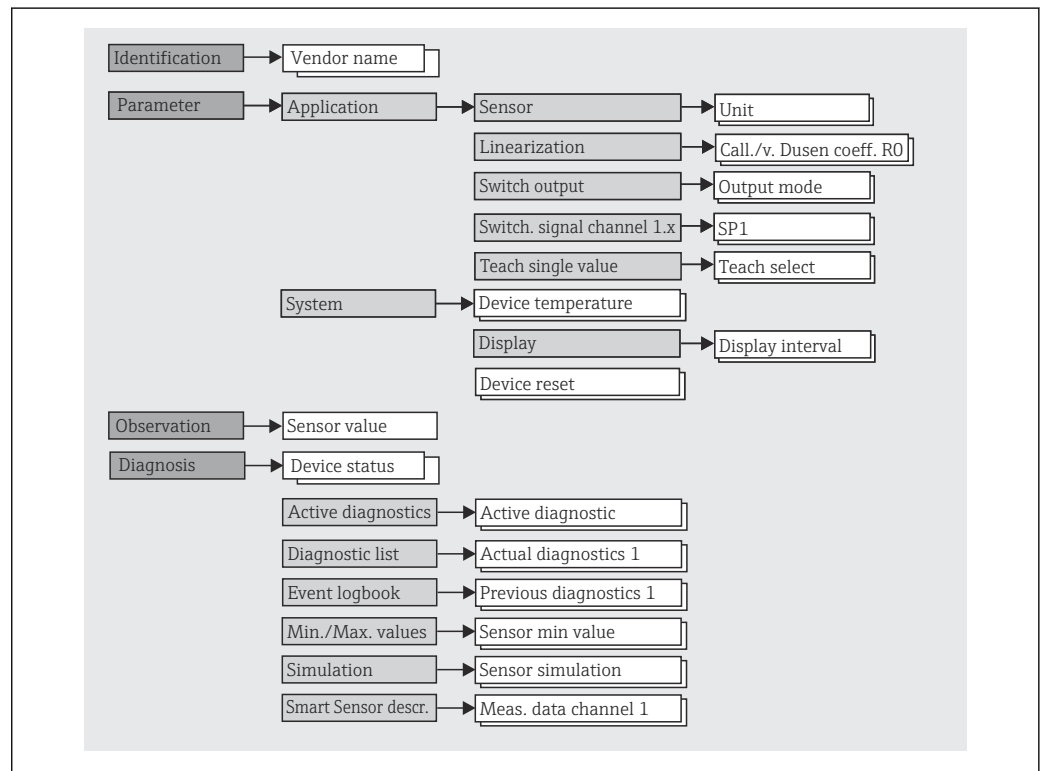 Identification
Vendor name
Parameter
Application
Sensor
Unit
Linearization
Call./v. Dusen coeff. R0
Switch output
Output mode
Switch. signal channel 1.x
SP1
Teach single value
Teach select
System
Device temperature
Display
Display interval
Device reset
Observation
Sensor value
Diagnosis
Device status
Active diagnostics
Active diagnostic
Diagnostic list
Actual diagnostics 1
Event logbook
Previous diagnostics 1
Min./Max. values
Sensor min value
Simulation
Sensor simulation
Smart Sensor descr.
Meas. data channel 1